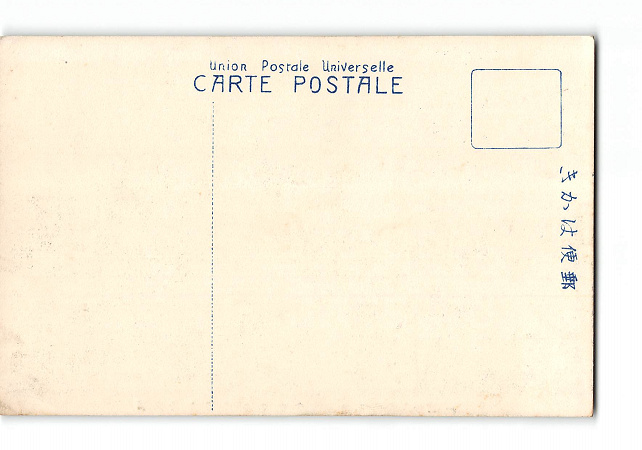 Union Postale Universelle
CARTE POSTALE
郵便はかき